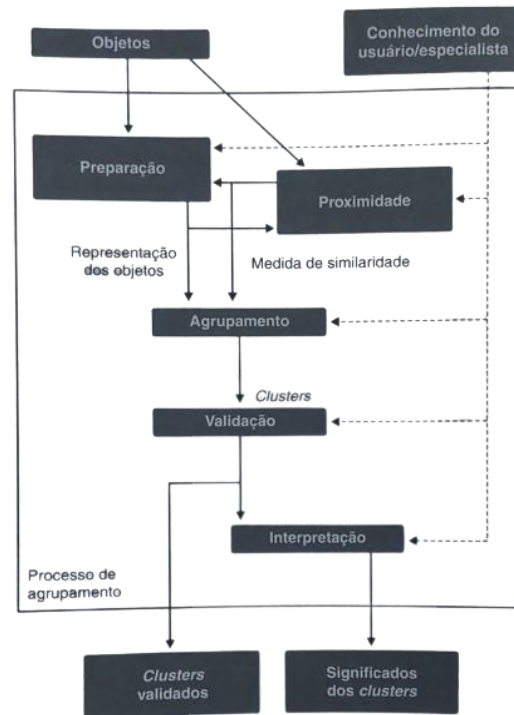 Objetos
Conhecimento do
usuário/especialista
Preparação
Proximidade
Representação
dos objetos
Medida de similaridade
Agrupamento
Clusters
Validação
Interpretação
Processo de
agrupamento
Clusters
validados
Significados
dos clusters